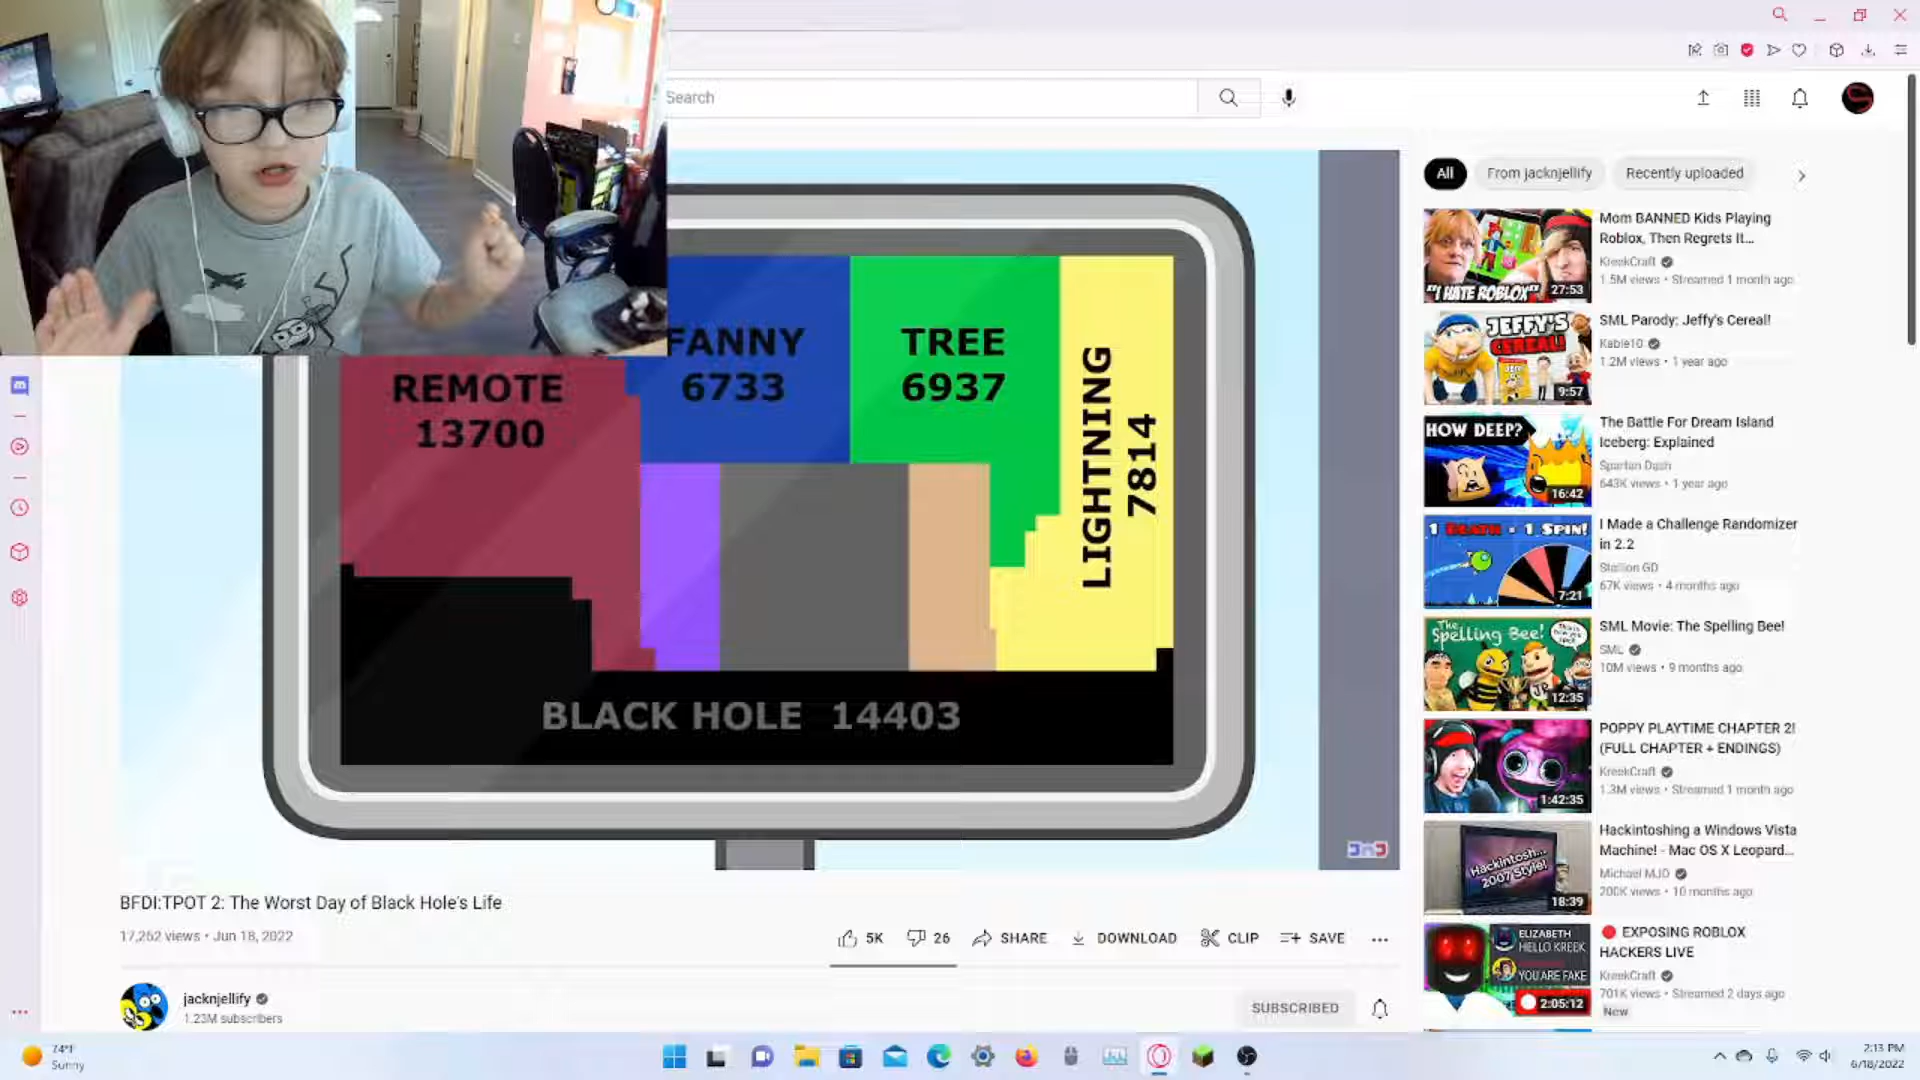 Search
FANNY
6733
TREE
6937
LIGHTNING
7814
REMOTE
13700
BLACK HOLE 14403
BFDI:TPOT 2: The Worst Day of Black Hole's Life
17,262 views • Jun 18, 2022
5K
26
SHARE
DOWNLOAD
CLIP
SAVE
jacknjellify
1.23M subscribers
SUBSCRIBED
All
From jacknjellify
Recently uploaded
"I HATE ROBLOX"
27:53
Mom BANNED Kids Playing
Roblox, Then Regrets It...
KreekCraft
1.5M views • Streamed 1 month ago
JEFFY'S
CEREAL!
9:57
SML Parody: Jeffy's Cereal!
Kable10
1.2M views • 1 year ago
HOW DEEP?
16:42
The Battle For Dream Island
Iceberg: Explained
Spartan Dash
643K views • 1 year ago
1 DEATH = 1 SPIN!
7:21
I Made a Challenge Randomizer
in 2.2
Stallion GD
67K views • 4 months ago
The
Spelling Bee!
12:35
SML Movie: The Spelling Bee!
SML
10M views • 9 months ago
1:42:35
POPPY PLAYTIME CHAPTER 2!
(FULL CHAPTER + ENDINGS)
KreekCraft
1.3M views • Streamed 1 month ago
Hackintosh...
2007 Style!
18:39
Hackintoshing a Windows Vista
Machine! - Mac OS X Leopard...
Michael MJD
200K views • 10 months ago
ELIZABETH
HELLO KREEK
YOU ARE FAKE
2:05:12
EXPOSING ROBLOX
HACKERS LIVE
KreekCraft
701K views • Streamed 2 days ago
New
74°F
Sunny
2:13 PM
6/18/2022